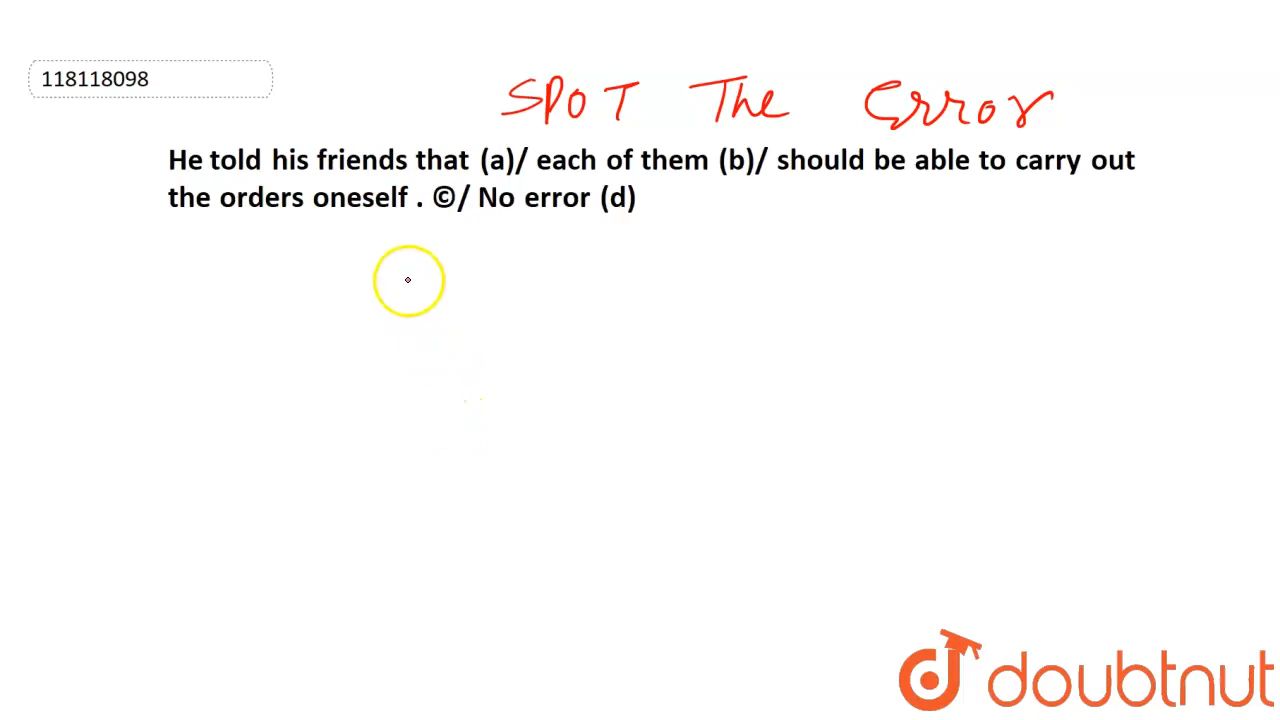 118118098
SPOT The Error
He told his friends that (a)/ each of them (b)/ should be able to carry out
the orders oneself . ©/ No error (d)
doubtnut